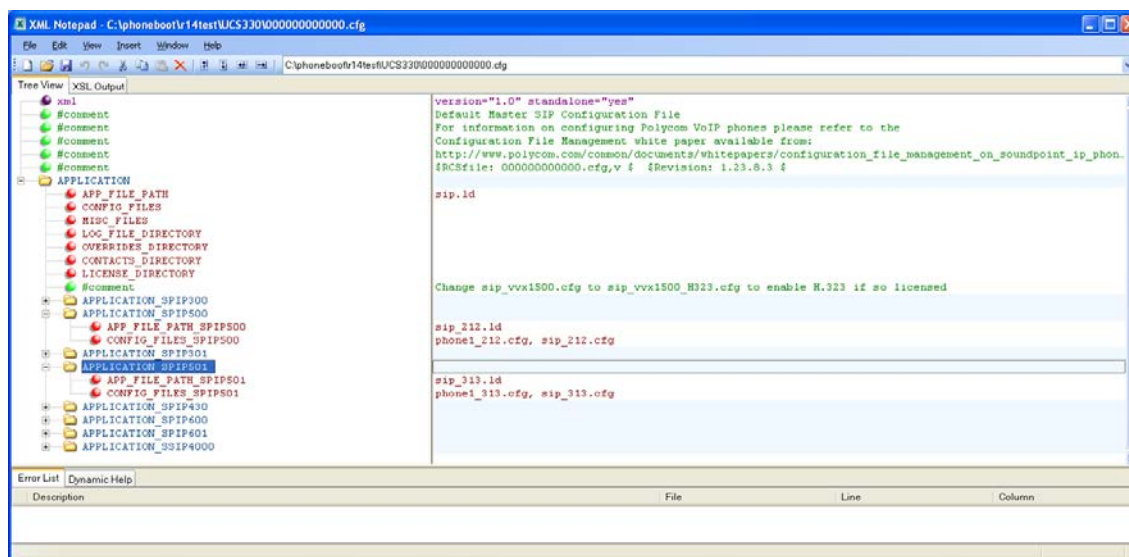 XML Notepad - C:\phoneboot\r14test\UCS330\000000000000.cfg
File Edit View Insert Window Help
C:\phoneboot\r14test\UCS330\000000000000.cfg
Tree View XSL Output
xml version="1.0" standalone="yes"
#comment Default Master SIP Configuration File
#comment For information on configuring Polycom VoIP phones please refer to the
#comment Configuration File Management white paper available from:
#comment http://www.polycom.com/common/documents/whitepapers/configuration_file_management_on_soundpoint_ip_phon...
#comment $RCSfile: 000000000000.cfg,v $ $Revision: 1.23.8.3 $
APPLICATION
APP_FILE_PATH sip.ld
CONFIG_FILES
MISC_FILES
LOG_FILE_DIRECTORY
OVERRIDES_DIRECTORY
CONTACTS_DIRECTORY
LICENSE_DIRECTORY
#comment Change sip_vvx1500.cfg to sip_vvx1500_H323.cfg to enable H.323 if so licensed
APPLICATION_SPIP300
APPLICATION_SPIP500
APP_FILE_PATH_SPIP500 sip_212.ld
CONFIG_FILES_SPIP500 phone1_212.cfg, sip_212.cfg
APPLICATION_SPIP301
APPLICATION_SPIP501
APP_FILE_PATH_SPIP501 sip_313.ld
CONFIG_FILES_SPIP501 phone1_313.cfg, sip_313.cfg
APPLICATION_SPIP430
APPLICATION_SPIP600
APPLICATION_SPIP601
APPLICATION_SSIP4000
Error List Dynamic Help
Description File Line Column